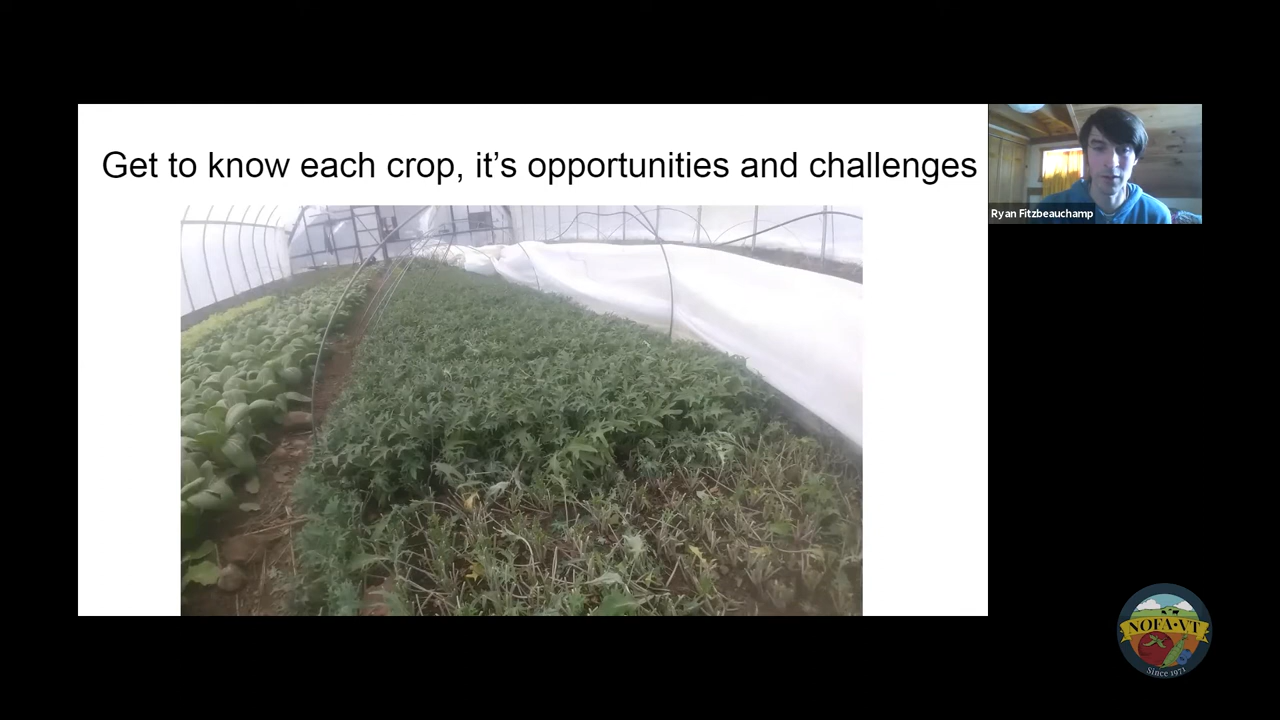 Get to know each crop, it's opportunities and challenges
Ryan Fitzbeauchamp
NOFA•VT
Since 1971